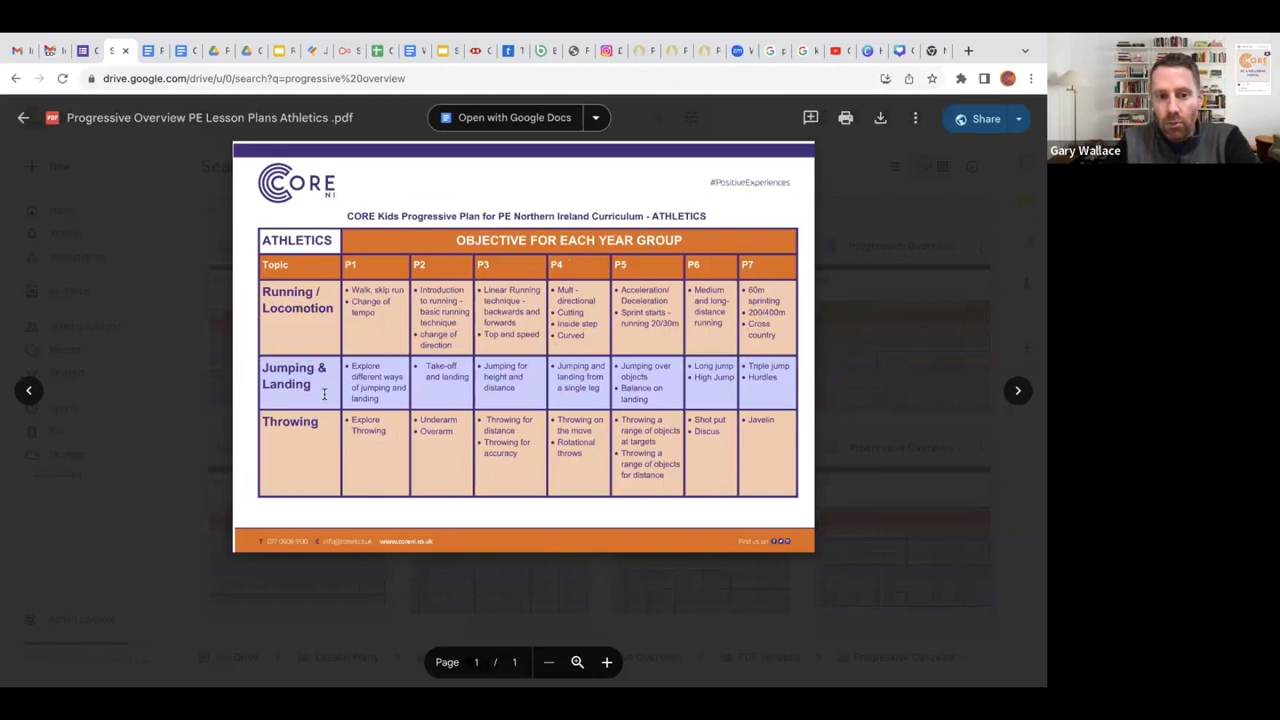 drive.google.com/drive/u/0/search?q=progressive%20overview
Progressive Overview PE Lesson Plans Athletics .pdf
Open with Google Docs
Share
Gary Wallace
CORE
NI
#PositiveExperiences
CORE Kids Progressive Plan for PE Northern Ireland Curriculum - ATHLETICS
ATHLETICS
OBJECTIVE FOR EACH YEAR GROUP
Topic
P1
P2
P3
P4
P5
P6
P7
Running /
Locomotion
• Walk, skip run
• Change of
tempo
• Introduction
to running -
basic running
technique
• change of
direction
• Linear Running
technique -
backwards and
forwards
• Top end speed
• Mult -
directional
• Cutting
• Inside step
• Curved
• Acceleration/
Deceleration
• Sprint starts -
running 20/30m
• Medium
and long-
distance
running
• 60m
sprinting
• 200/400m
• Cross
country
Jumping &
Landing
• Explore
different ways
of jumping and
landing
• Take-off
and landing
• Jumping for
height and
distance
• Jumping and
landing from
a single leg
• Jumping over
objects
• Balance on
landing
• Long jump
• High Jump
• Triple jump
• Hurdles
Throwing
• Explore
Throwing
• Underarm
• Overarm
• Throwing for
distance
• Throwing for
accuracy
• Throwing on
the move
• Rotational
throws
• Throwing a
range of objects
at targets
• Throwing a
range of objects
for distance
• Shot put
• Discus
• Javelin
www.coreni.co.uk
Find us on
Page 1 / 1